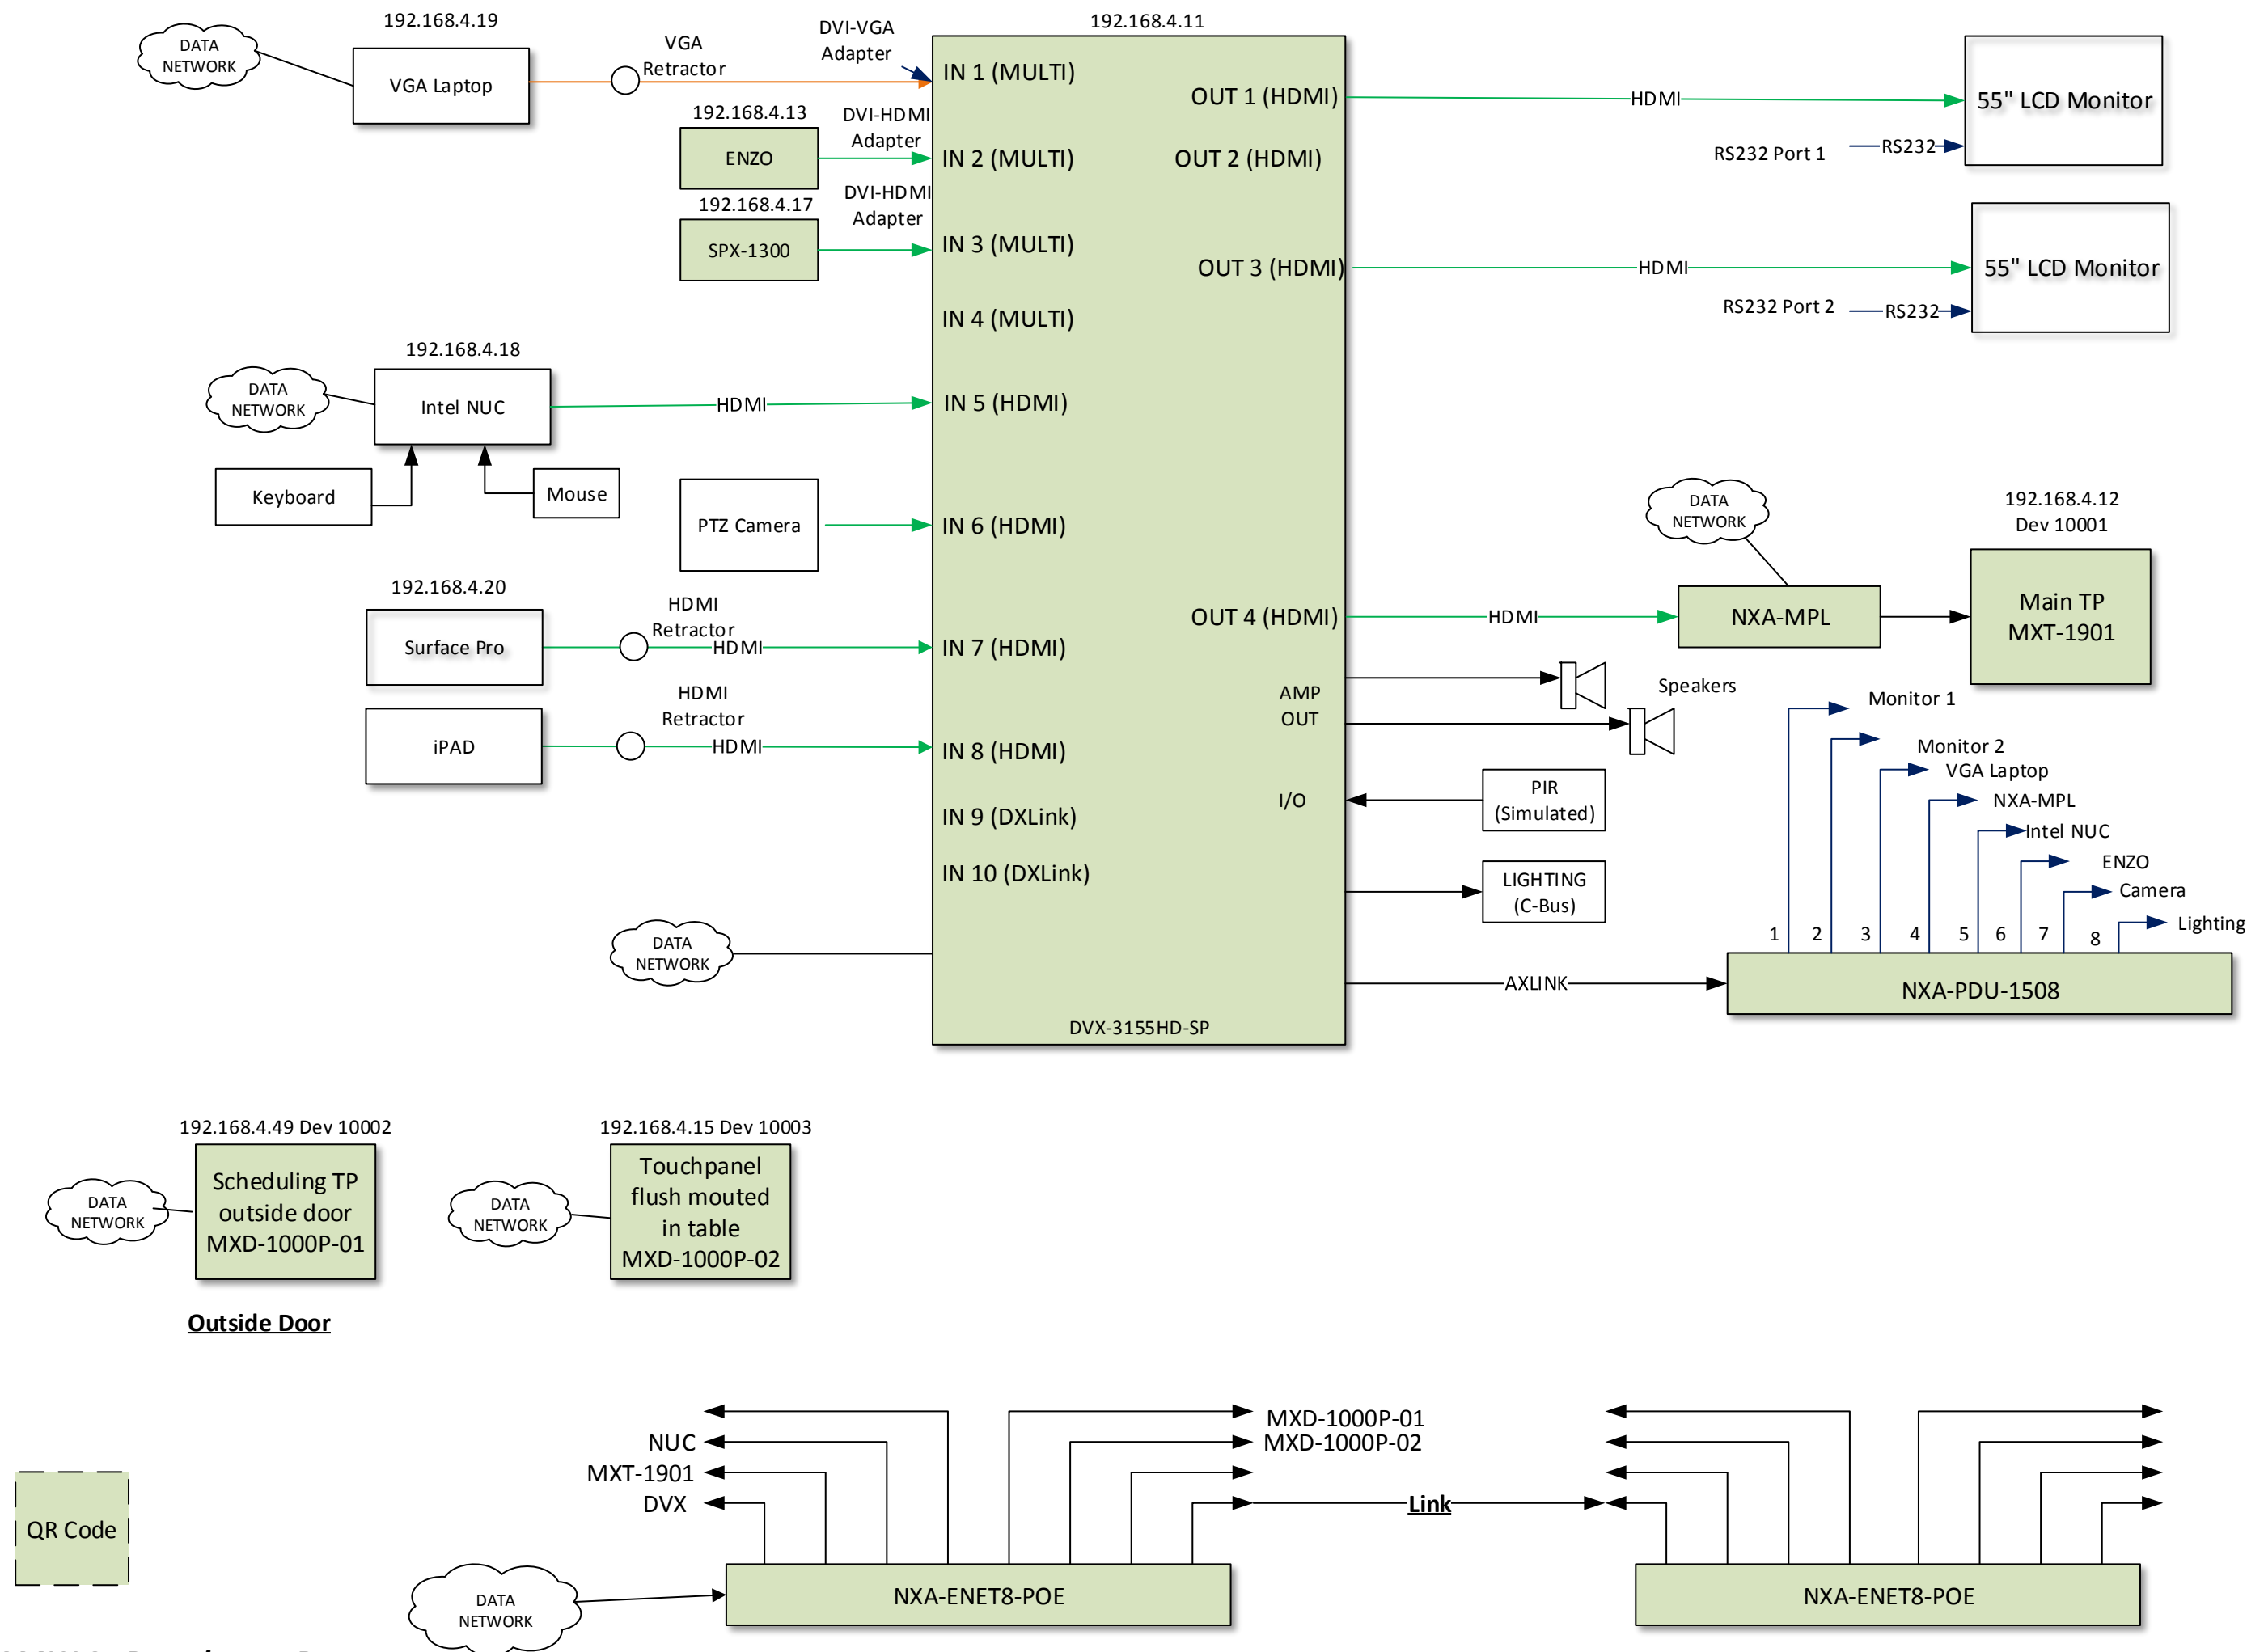 192.168.4.19
DATA
NETWORK
VGA Laptop
VGA
Retractor
DVI-VGA
Adapter
192.168.4.11
IN 1 (MULTI)
OUT 1 (HDMI)
HDMI
55" LCD Monitor
RS232 Port 1
RS232
192.168.4.13
ENZO
DVI-HDMI
Adapter
IN 2 (MULTI)
OUT 2 (HDMI)
192.168.4.17
SPX-1300
DVI-HDMI
Adapter
IN 3 (MULTI)
OUT 3 (HDMI)
HDMI
55" LCD Monitor
RS232 Port 2
RS232
IN 4 (MULTI)
192.168.4.18
DATA
NETWORK
Intel NUC
HDMI
IN 5 (HDMI)
Keyboard
Mouse
PTZ Camera
IN 6 (HDMI)
192.168.4.20
Surface Pro
HDMI
Retractor
HDMI
IN 7 (HDMI)
OUT 4 (HDMI)
HDMI
DATA
NETWORK
NXA-MPL
192.168.4.12
Dev 10001
Main TP
MXT-1901
iPAD
HDMI
Retractor
HDMI
IN 8 (HDMI)
AMP
OUT
Speakers
IN 9 (DXLink)
I/O
PIR
(Simulated)
IN 10 (DXLink)
LIGHTING
(C-Bus)
Monitor 1
Monitor 2
VGA Laptop
NXA-MPL
Intel NUC
ENZO
Camera
Lighting
1 2 3 4 5 6 7 8
DATA
NETWORK
AXLINK
NXA-PDU-1508
DVX-3155HD-SP
192.168.4.49 Dev 10002
DATA
NETWORK
Scheduling TP
outside door
MXD-1000P-01
Outside Door
192.168.4.15 Dev 10003
DATA
NETWORK
Touchpanel
flush mouted
in table
MXD-1000P-02
NUC
MXT-1901
DVX
MXD-1000P-01
MXD-1000P-02
Link
QR Code
DATA
NETWORK
NXA-ENET8-POE
NXA-ENET8-POE